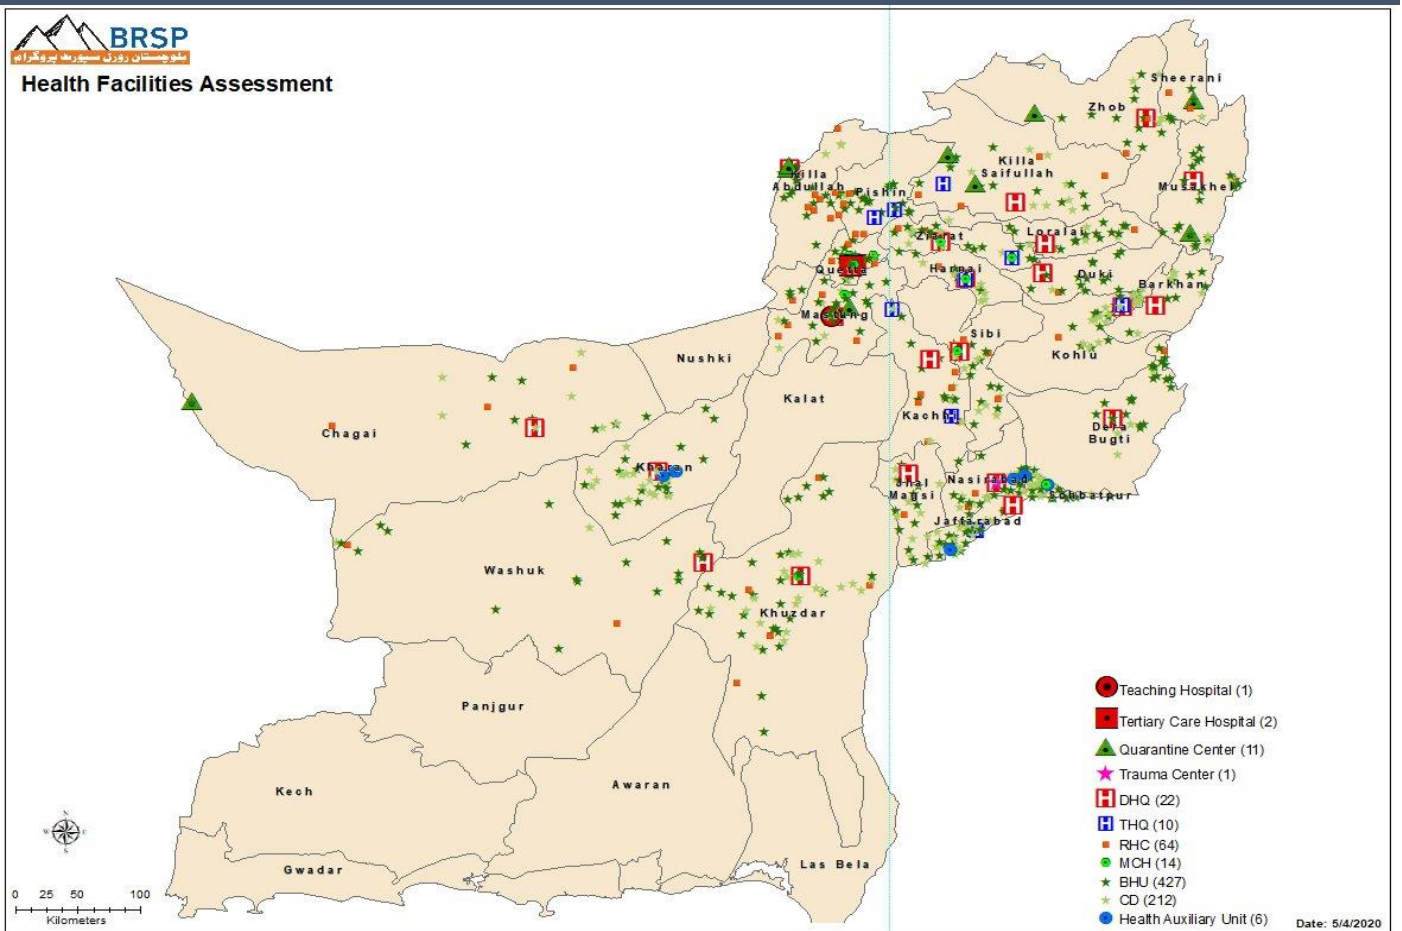 BRSP
بلوچستان رورل سپورٹ پروگرام
Health Facilities Assessment
Sheerani
Zhob
Killa
Saifullah
Killa
Abdullah
Pishin
Musakhel
Ziarat
Loralai
Quetta
Harnai
Duki
Barkhan
Mastung
Sibi
Nushki
Kohlu
Kalat
Kachhi
Chagai
Dera
Bugti
Kharan
Jhal
Magsi
Nasirabad
Sohbatpur
Jaffarabad
Washuk
Khuzdar
Panjgur
Awaran
Kech
Gwadar
Las Bela
Teaching Hospital (1)
Tertiary Care Hospital (2)
Quarantine Center (11)
Trauma Center (1)
H DHQ (22)
H THQ (10)
RHC (64)
MCH (14)
BHU (427)
CD (212)
Health Auxiliary Unit (6)
N
W E
S
0 25 50 100
Kilometers
Date: 5/4/2020